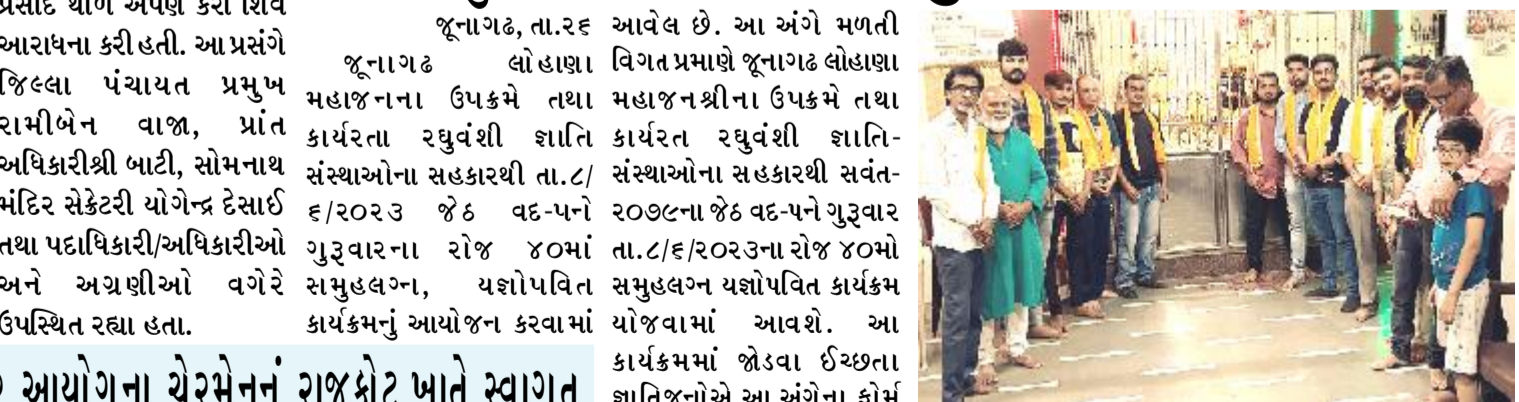 પ્રસાદ થાળ અર્પણ કરી શિવ
આરાધના કરી હતી. આ પ્રસંગે
જિલ્લા પંચાયત પ્રમુખ
રામીબેન વાજા, પ્રાંત
અધિકારીશ્રી બાટી, સોમનાથ
મંદિર સેક્રેટરી યોગેન્દ્ર દેસાઈ
તથા પદાધિકારી/અધિકારીઓ
અને અગ્રણીઓ વગેરે
ઉપસ્થિત રહ્યા હતા.
આયોગના ચેરમેનનું રાજકોટ ખાતે સ્વાગત
જૂનાગઢ, તા.૨૬
જૂનાગઢ લોહાણા
મહાજનના ઉપક્રમે તથા
કાર્યરતા રઘુવંશી જ્ઞાતિ
સંસ્થાઓના સહકારથી તા.૮/
૬/૨૦૨૩ જેઠ વદ-૫ને
ગુરૂવારના રોજ ૪૦માં
સમુહલગ્ન, યજ્ઞોપવિત
કાર્યક્રમનું આયોજન કરવામાં
આવેલ છે. આ અંગે મળતી
વિગત પ્રમાણે જૂનાગઢ લોહાણા
મહાજનશ્રીના ઉપક્રમે તથા
કાર્યરત રઘુવંશી જ્ઞાતિ-
સંસ્થાઓના સહકારથી સવંત-
૨૦૭૯ના જેઠ વદ-૫ને ગુરૂવાર
તા.૮/૬/૨૦૨૩ના રોજ ૪૦મો
સમુહલગ્ન યજ્ઞોપવિત કાર્યક્રમ
યોજવામાં આવશે. આ
કાર્યક્રમમાં જોડવા ઈચ્છતા
જ્ઞાતિજનોએ આ અંગેના ફોર્મ